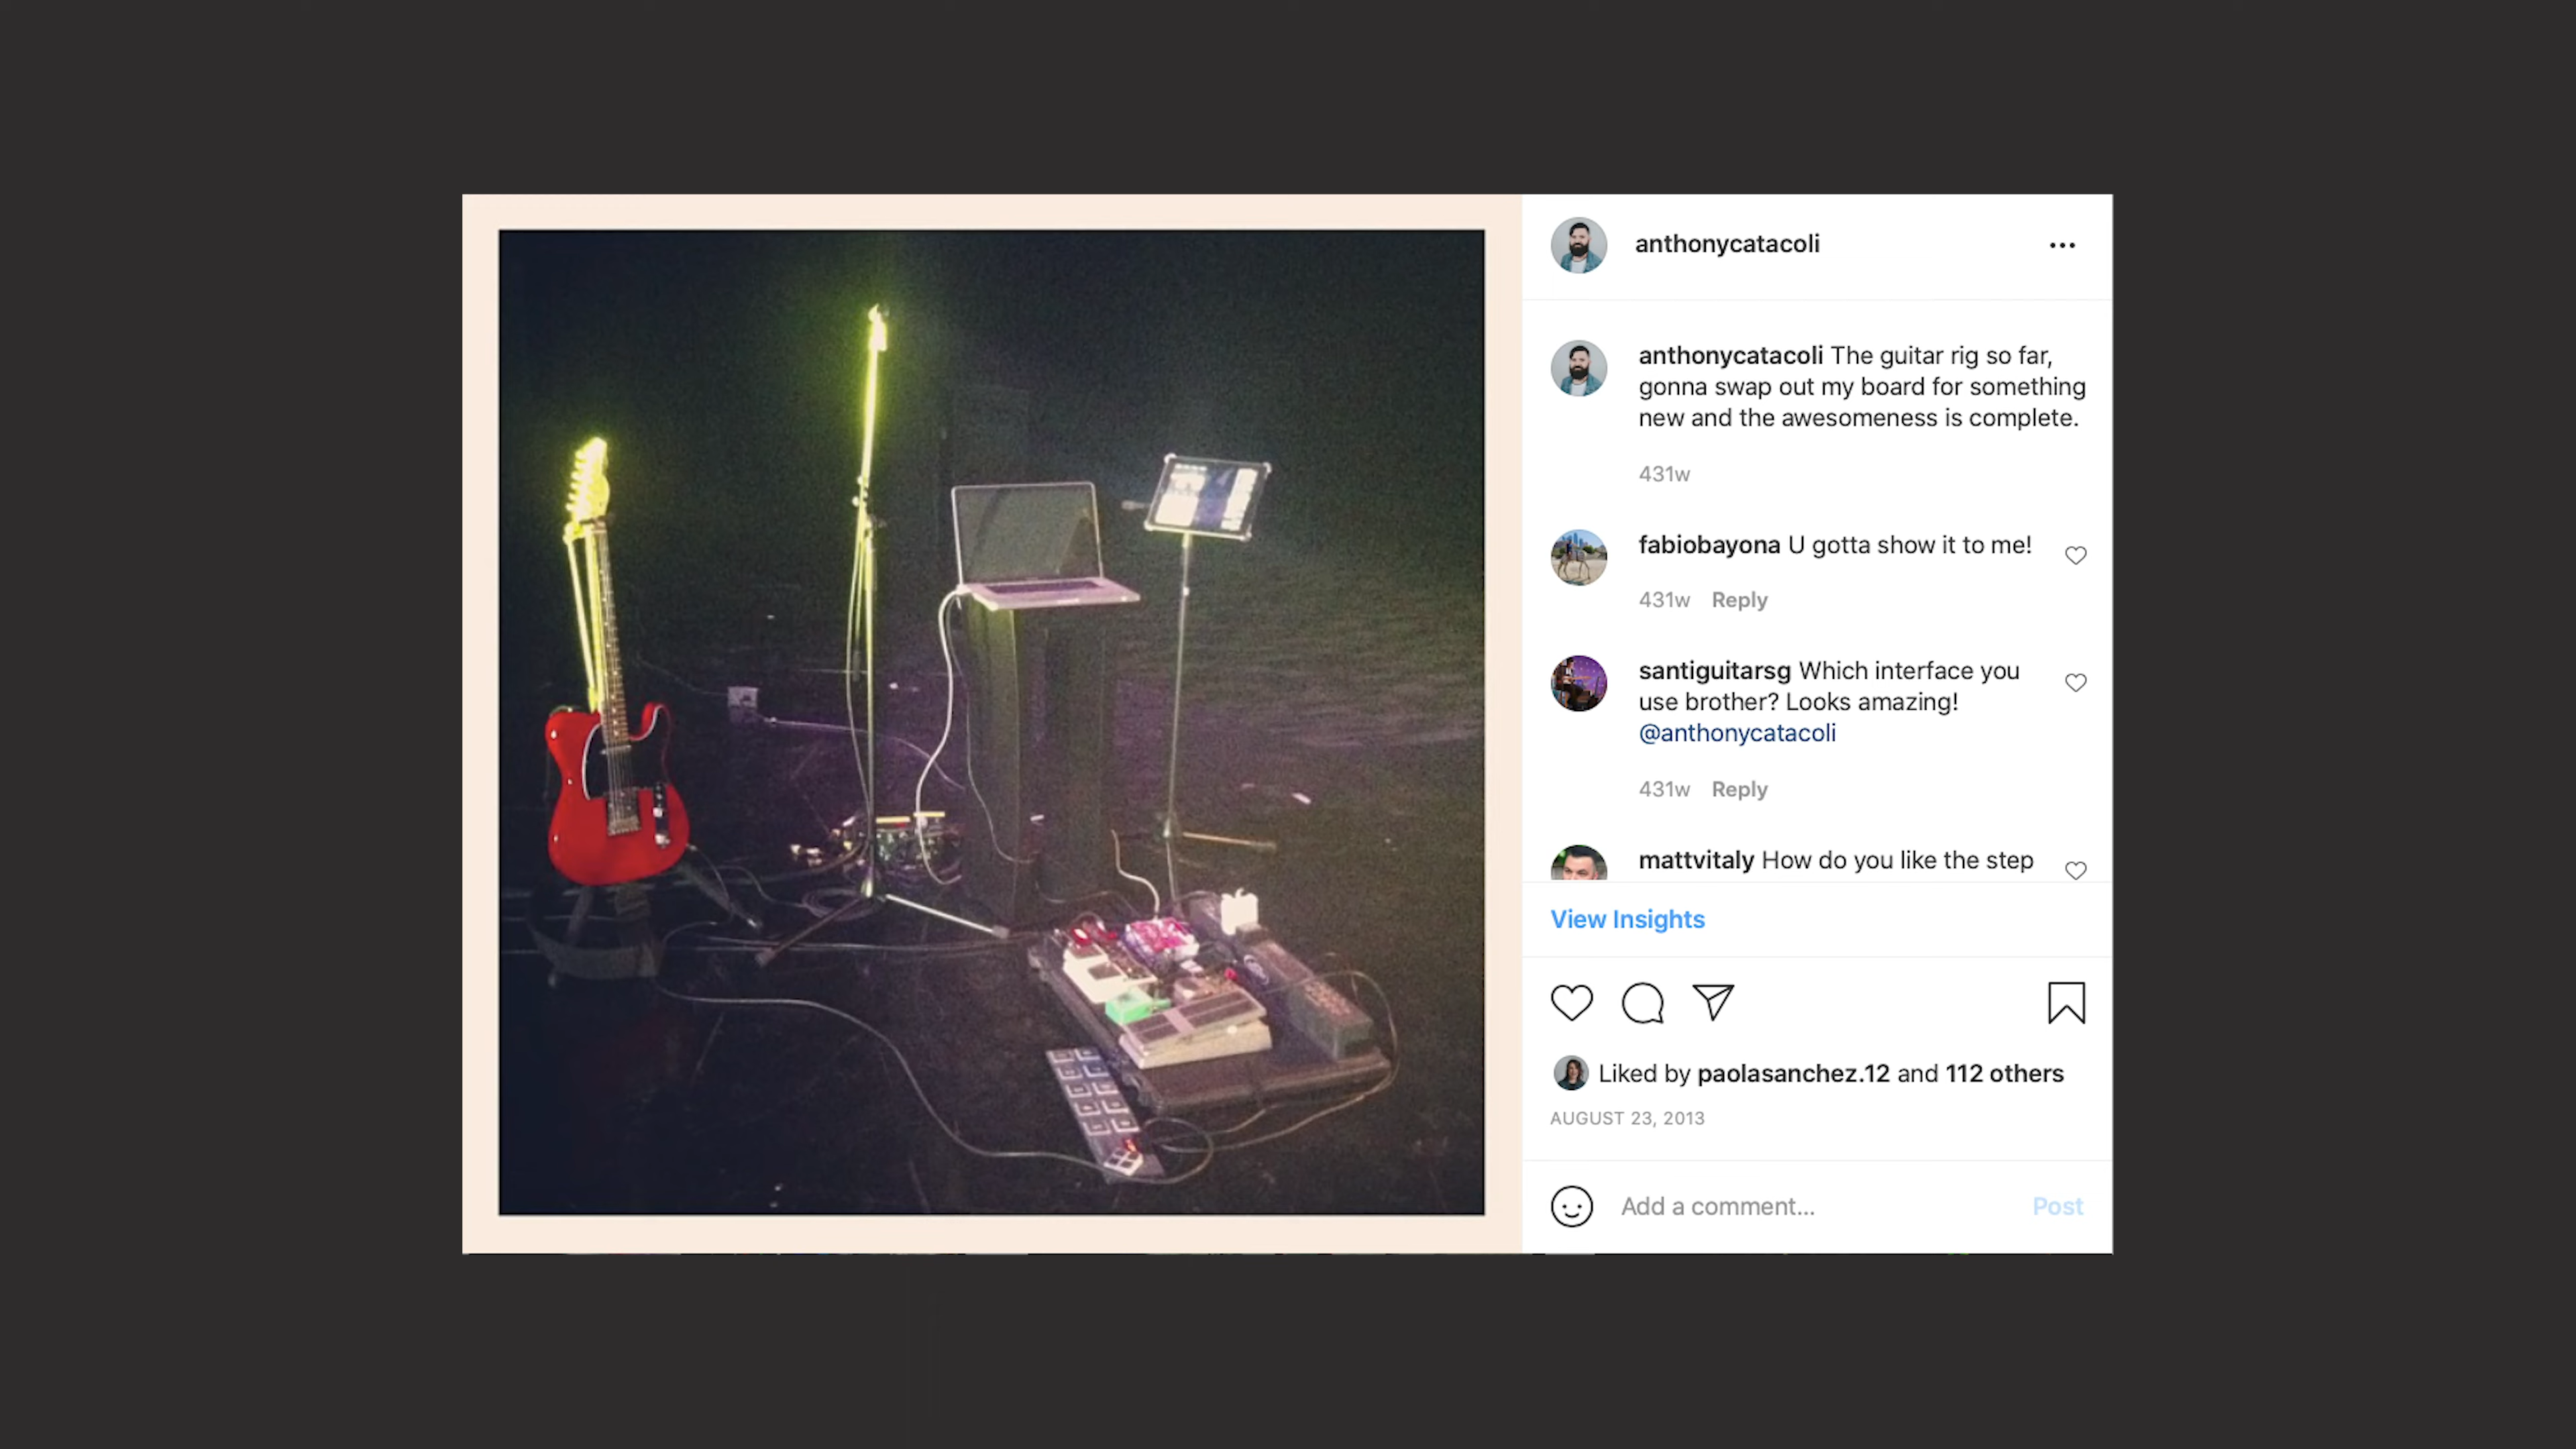 anthonycatacoli
anthonycatacoli The guitar rig so far,
gonna swap out my board for something
new and the awesomeness is complete.
431w
fabiobayona U gotta show it to me!
431w Reply
santiguitarsg Which interface you
use brother? Looks amazing!
@anthonycatacoli
431w Reply
mattvitaly How do you like the step
View Insights
Liked by paolasanchez.12 and 112 others
AUGUST 23, 2013
Add a comment...
Post